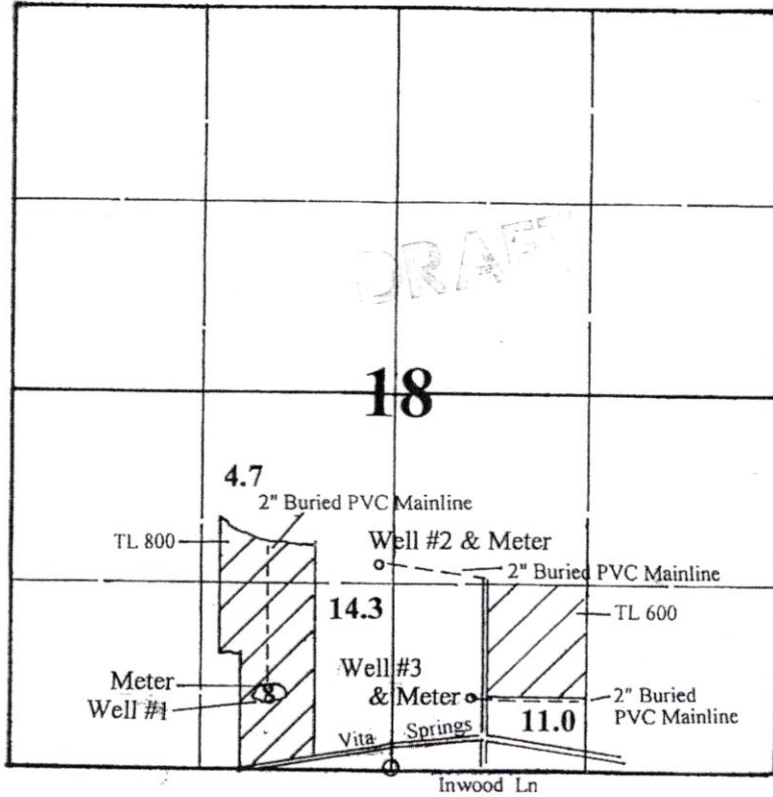 DRAFT
18
4.7
2" Buried PVC Mainline
TL 800
Well #2 & Meter
2" Buried PVC Mainline
14.3
TL 600
Well #3
& Meter
Meter
Well #1
8
2" Buried
PVC Mainline
11.0
Vita Springs
Inwood Ln